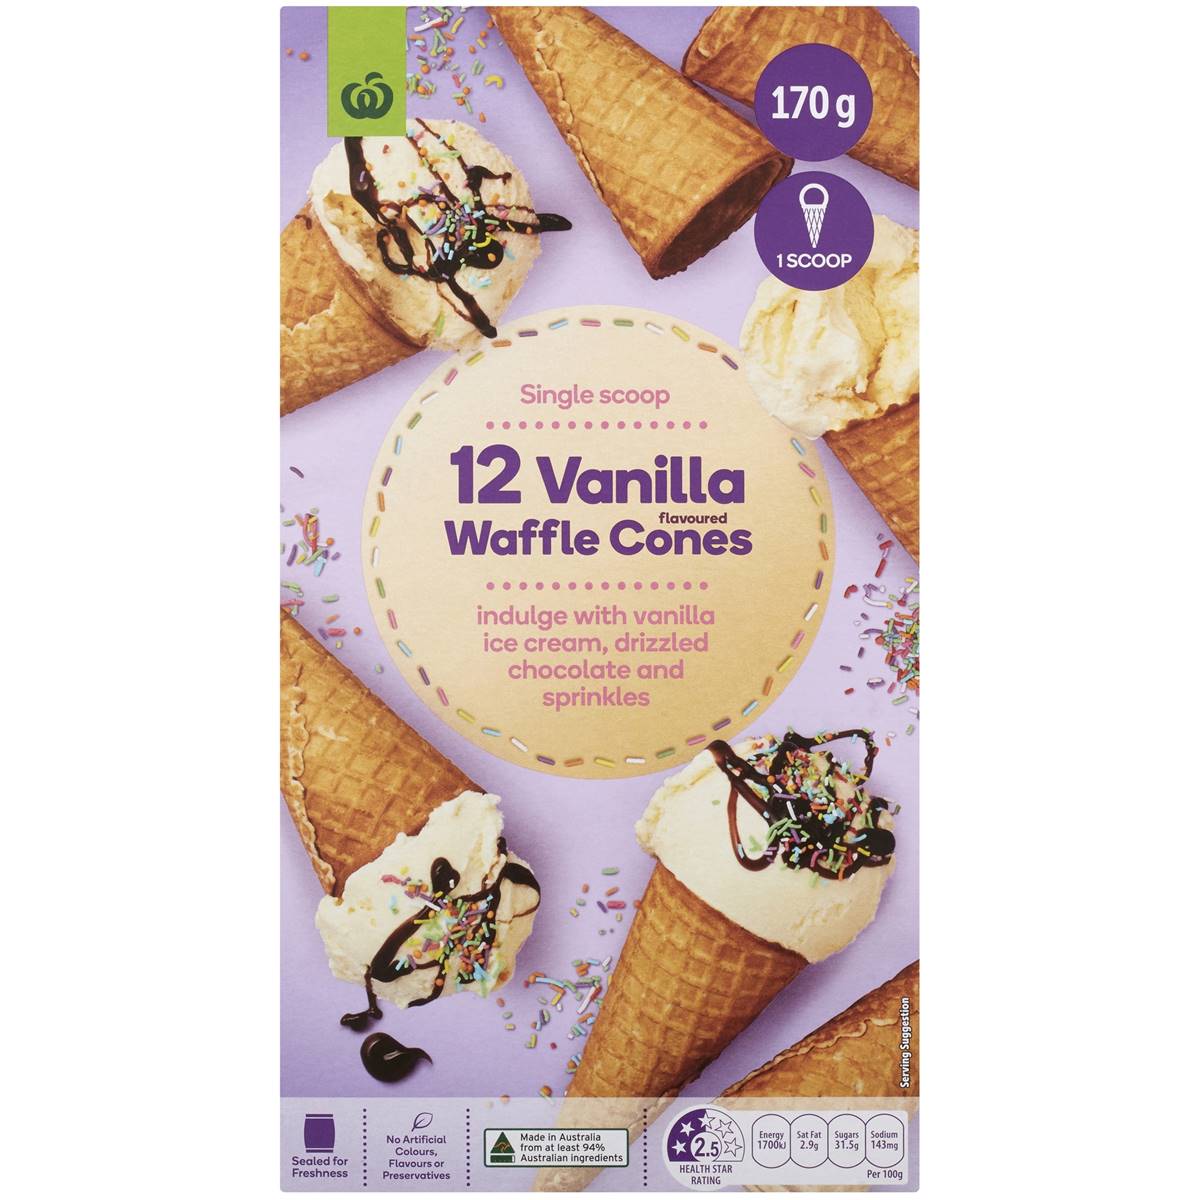 170 g
1 SCOOP
Single scoop
12 Vanilla
flavoured
Waffle Cones
indulge with vanilla
ice cream, drizzled
chocolate and
sprinkles
Serving Suggestion
Sealed for
Freshness
No Artificial
Colours,
Flavours or
Preservatives
Made in Australia
from at least 94%
Australian ingredients
2.5
HEALTH STAR
RATING
Energy
1700kJ
Sat Fat
2.9g
Sugars
31.5g
Sodium
143mg
Per 100g